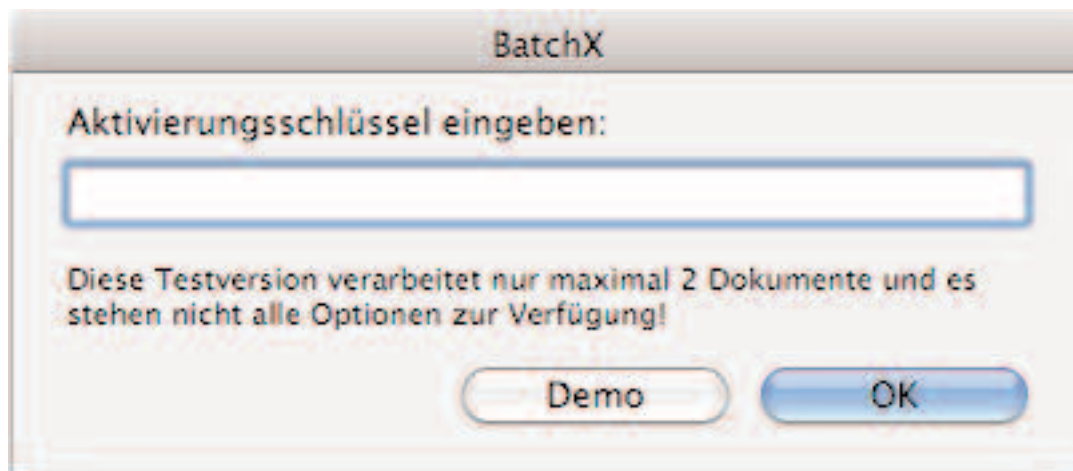 BatchX
Aktivierungsschlüssel eingeben:
Diese Testversion verarbeitet nur maximal 2 Dokumente und es
stehen nicht alle Optionen zur Verfügung!
Demo OK